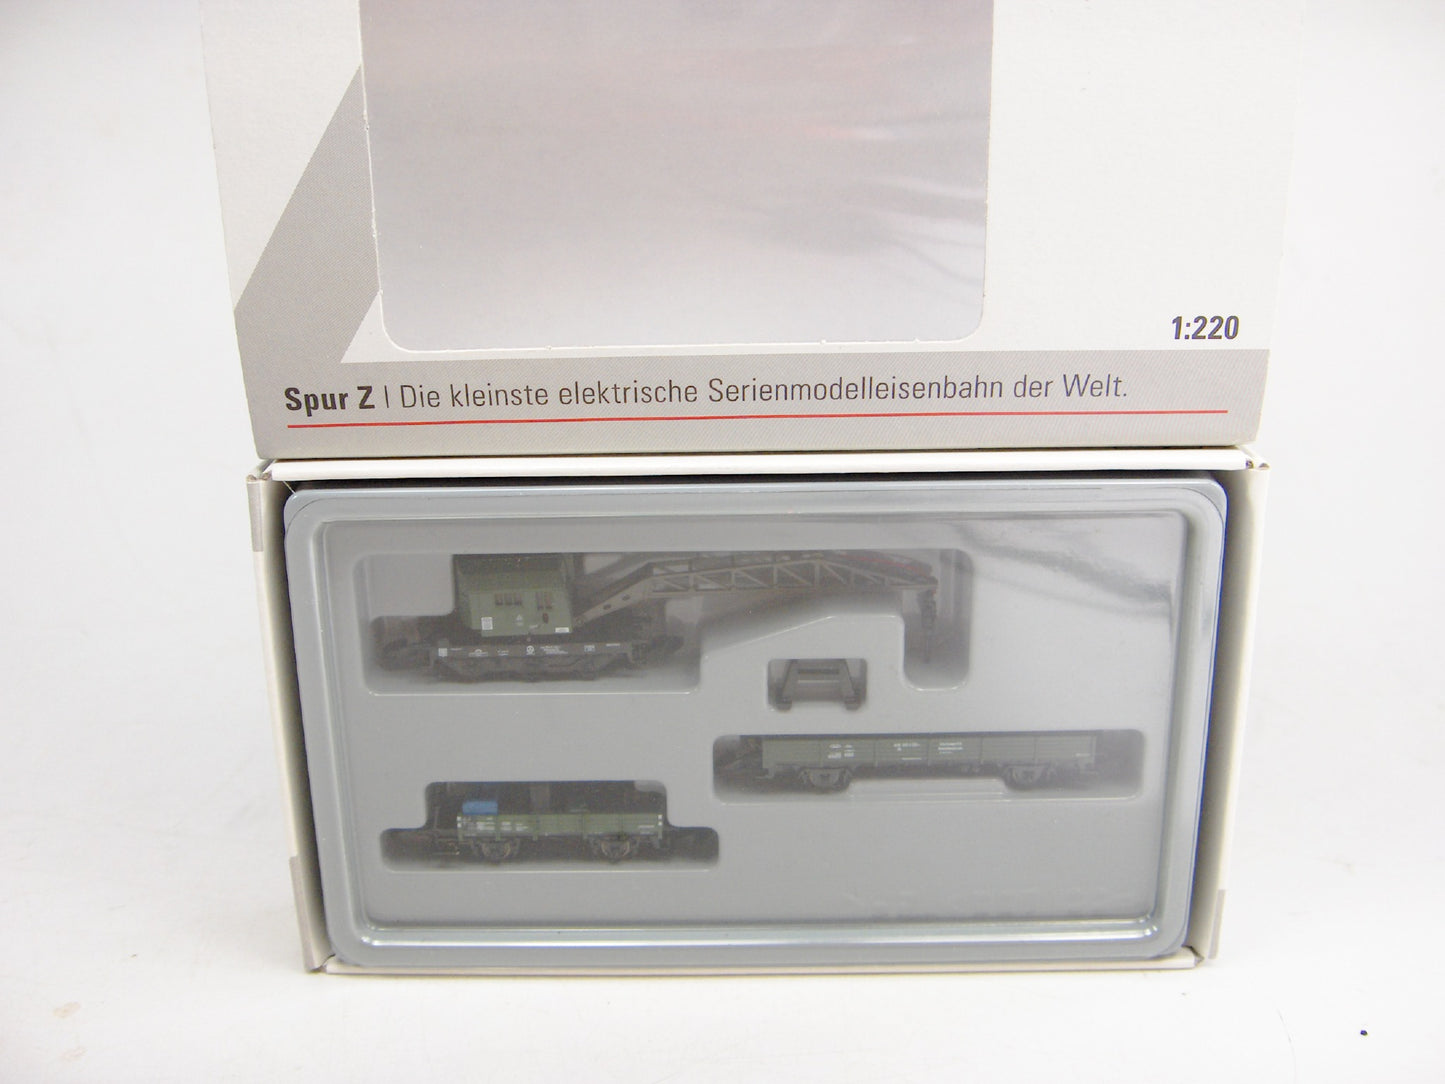 1:220
Spur Z | Die kleinste elektrische Serienmodelleisenbahn der Welt.